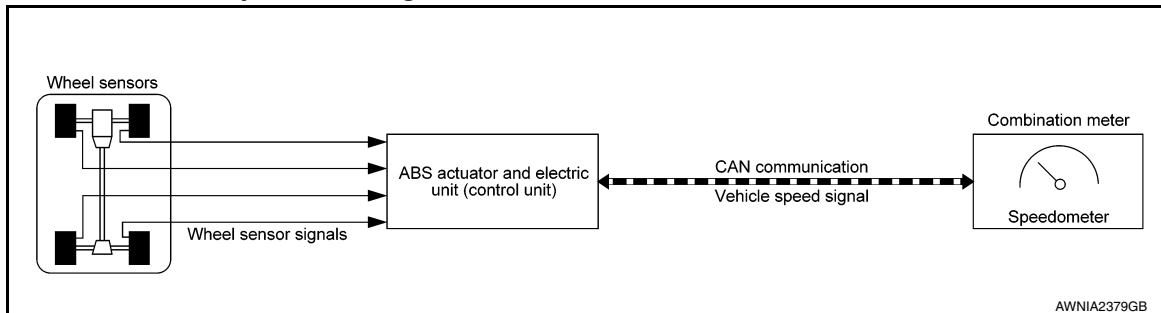 Wheel sensors
Combination meter
ABS actuator and electric
unit (control unit)
CAN communication
Vehicle speed signal
Speedometer
Wheel sensor signals
AWNIA2379GB